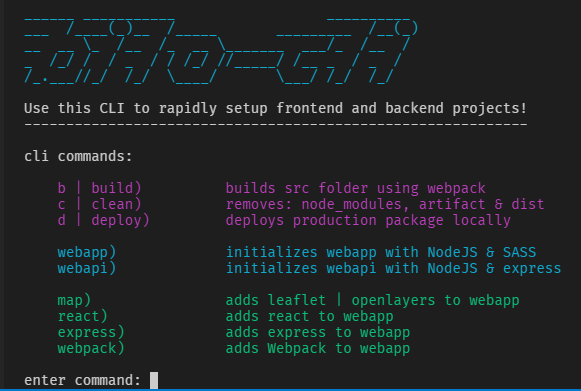 Use this CLI to rapidly setup frontend and backend projects!
------------------------------------------------------------
cli commands:
b | build) builds src folder using webpack
c | clean) removes: node_modules, artifact & dist
d | deploy) deploys production package locally
webapp) initializes webapp with NodeJS & SASS
webapi) initializes webapi with NodeJS & express
map) adds leaflet | openlayers to webapp
react) adds react to webapp
express) adds express to webapp
webpack) adds Webpack to webapp
enter command: